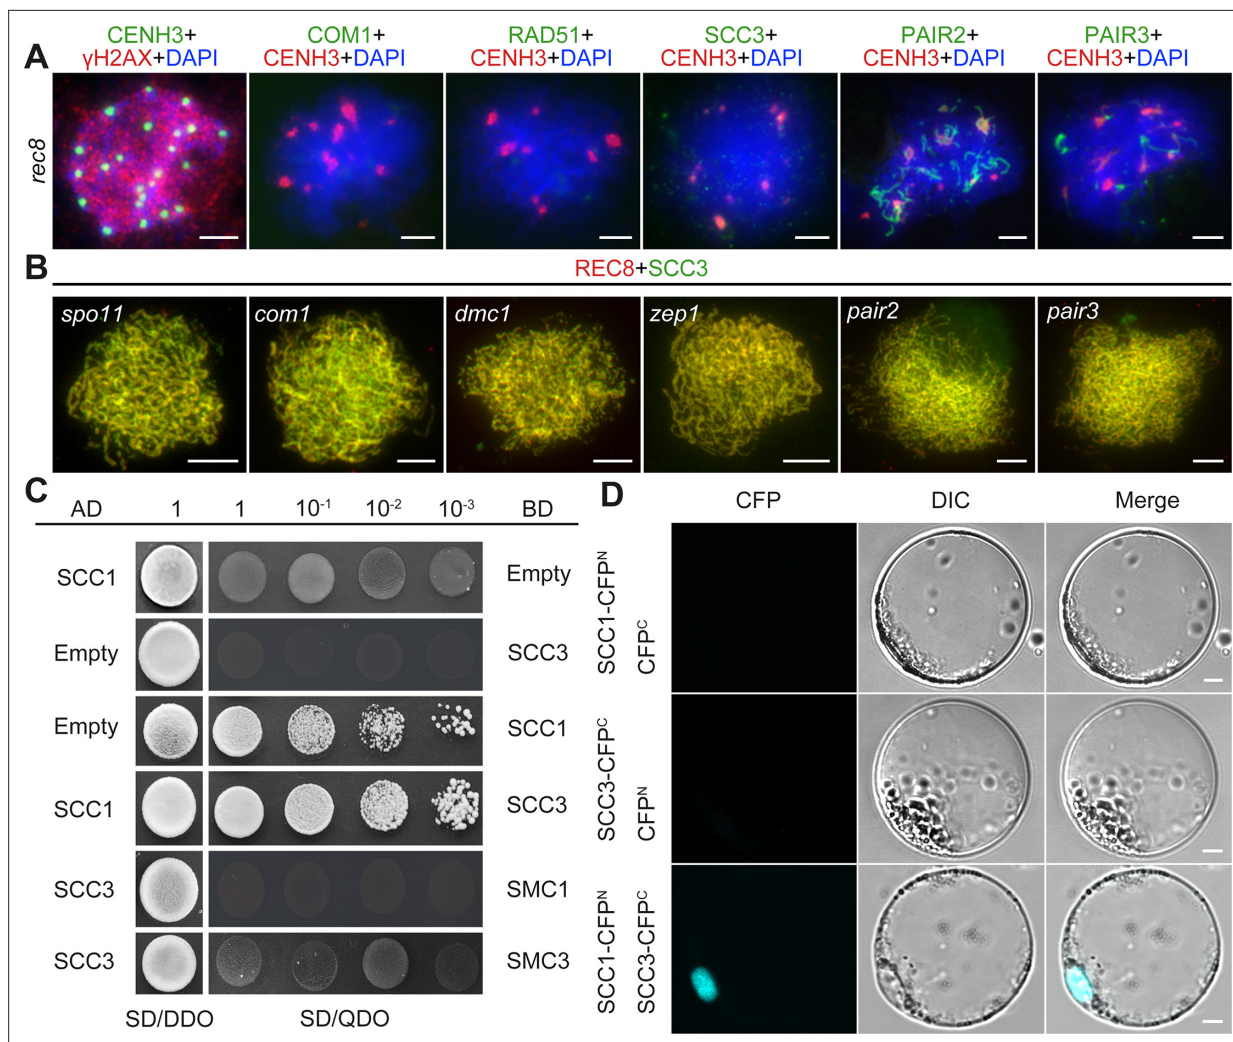 A
CENH3+
γH2AX+DAPI
COM1+
CENH3+DAPI
RAD51+
CENH3+DAPI
SCC3+
CENH3+DAPI
PAIR2+
CENH3+DAPI
PAIR3+
CENH3+DAPI
rec8
B
REC8+SCC3
spo11
com1
dmc1
zep1
pair2
pair3
C
AD 1 1 10⁻¹ 10⁻² 10⁻³ BD
SCC1 Empty
Empty SCC3
Empty SCC1
SCC1 SCC3
SCC3 SMC1
SCC3 SMC3
SD/DDO SD/QDO
D
CFP DIC Merge
SCC1-CFPᴺ
CFPᶜ
SCC3-CFPᶜ
CFPᴺ
SCC1-CFPᴺ
SCC3-CFPᶜ